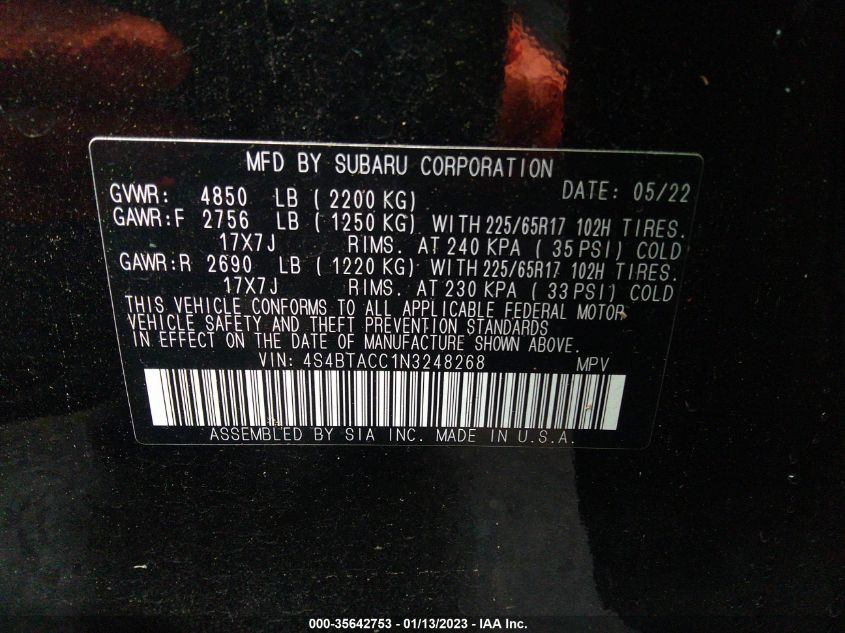 MFD BY SUBARU CORPORATION
GVWR: 4850 LB ( 2200 KG) DATE: 05/22
GAWR:F 2756 LB ( 1250 KG) WITH 225/65R17 102H TIRES.
17X7J RIMS. AT 240 KPA ( 35 PSI) COLD
GAWR:R 2690 LB ( 1220 KG) WITH 225/65R17 102H TIRES.
17X7J RIMS. AT 230 KPA ( 33 PSI) COLD
THIS VEHICLE CONFORMS TO ALL APPLICABLE FEDERAL MOTOR
VEHICLE SAFETY AND THEFT PREVENTION STANDARDS
IN EFFECT ON THE DATE OF MANUFACTURE SHOWN ABOVE.
VIN: 4S4BTACC1N3248268 MPV
ASSEMBLED BY SIA INC. MADE IN U.S.A.
000-35642753 - 01/13/2023 - IAA Inc.